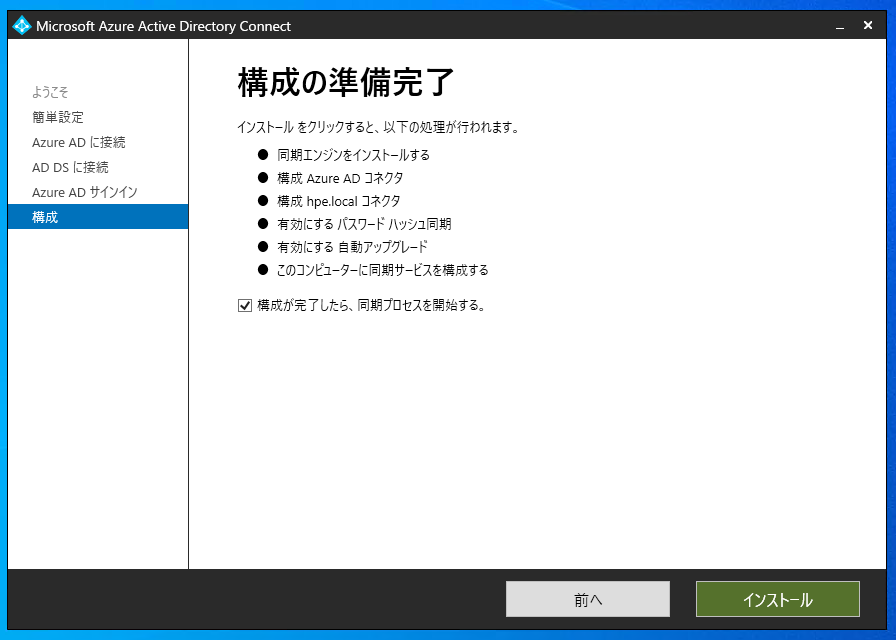 Microsoft Azure Active Directory Connect
ようこそ
簡単設定
Azure AD に接続
AD DS に接続
Azure AD サインイン
構成
構成の準備完了
インストール をクリックすると、以下の処理が行われます。
● 同期エンジンをインストールする
● 構成 Azure AD コネクタ
● 構成 hpe.local コネクタ
● 有効にする パスワード ハッシュ同期
● 有効にする 自動アップグレード
● このコンピューターに同期サービスを構成する
構成が完了したら、同期プロセスを開始する。
前へ
インストール